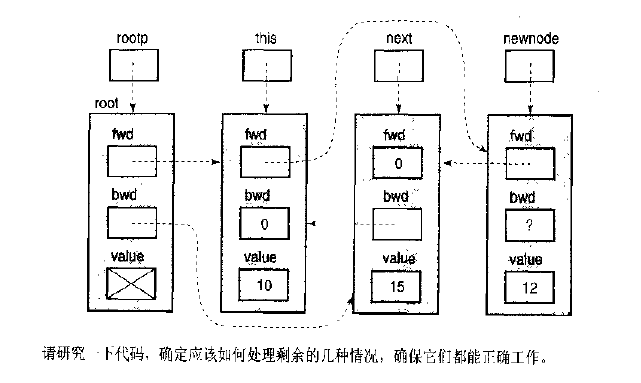 rootp this next newnode
root
fwd fwd fwd fwd
0
bwd bwd bwd bwd
0 ?
value value value value
10 15 12
请研究一下代码，确定应该如何处理剩余的几种情况，确保它们都能正确工作。